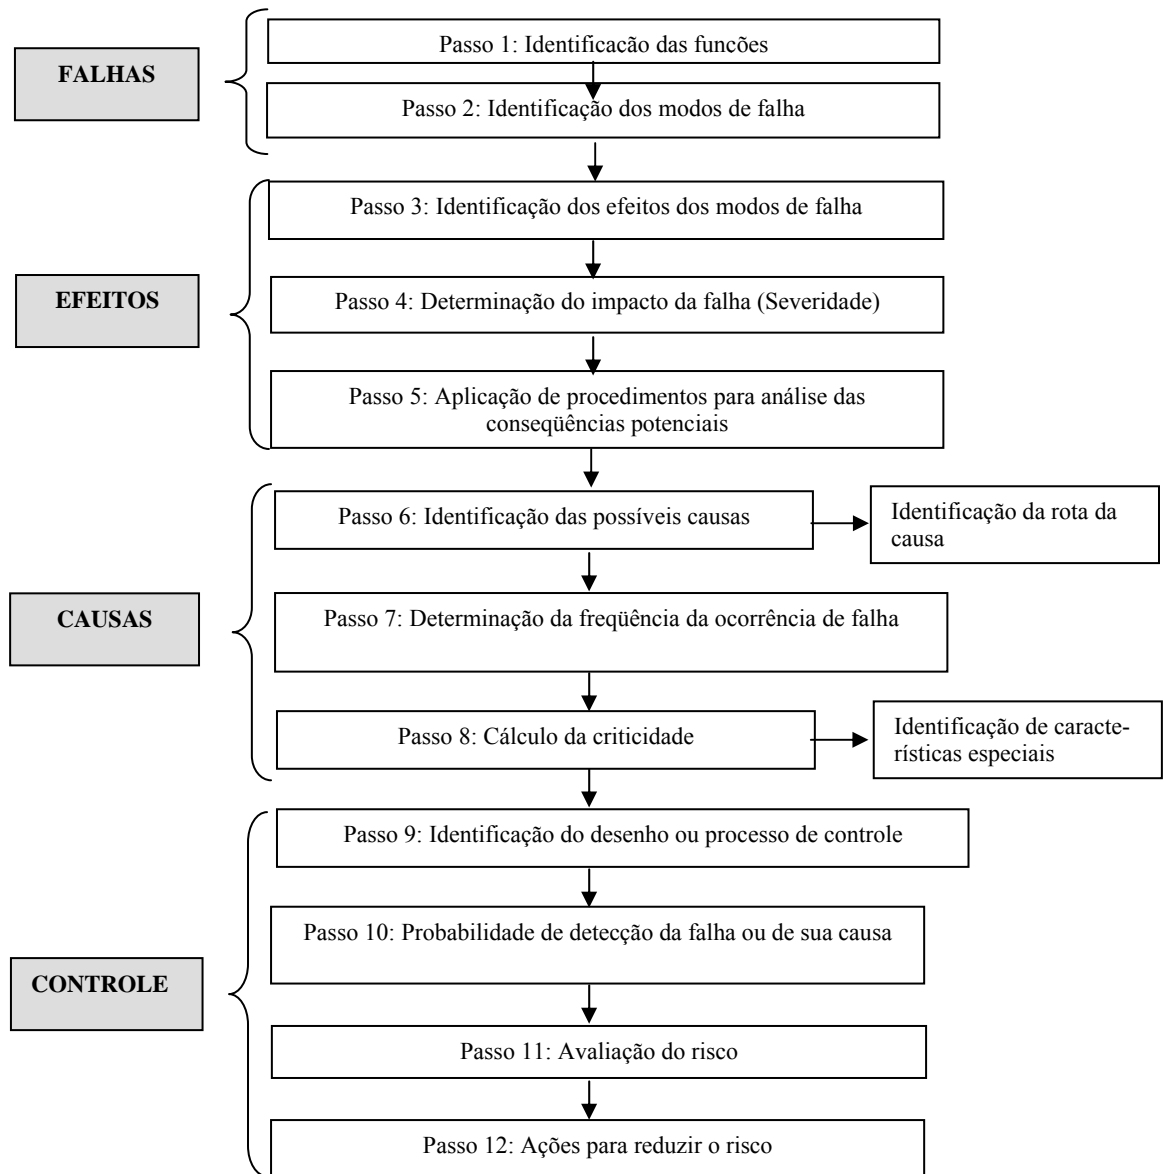 FALHAS
Passo 1: Identificacão das funcões
Passo 2: Identificação dos modos de falha
EFEITOS
Passo 3: Identificação dos efeitos dos modos de falha
Passo 4: Determinação do impacto da falha (Severidade)
Passo 5: Aplicação de procedimentos para análise das
conseqüências potenciais
CAUSAS
Passo 6: Identificação das possíveis causas
Identificação da rota da
causa
Passo 7: Determinação da freqüência da ocorrência de falha
Passo 8: Cálculo da criticidade
Identificação de caracte-
rísticas especiais
CONTROLE
Passo 9: Identificação do desenho ou processo de controle
Passo 10: Probabilidade de detecção da falha ou de sua causa
Passo 11: Avaliação do risco
Passo 12: Ações para reduzir o risco